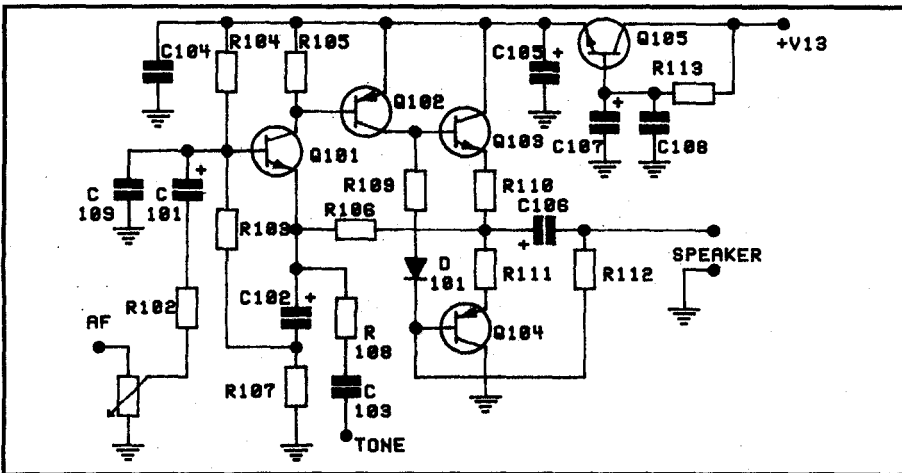 C104
R104
R105
C105 +
Q105
+V13
R113
Q102
Q103
C107 +
C108
Q101
C
109
C +
101
R109
R110
R103
R106
C106
+
SPEAKER
D
101
R111
R112
R102
C102 +
R
108
Q104
AF
R107
C
103
TONE